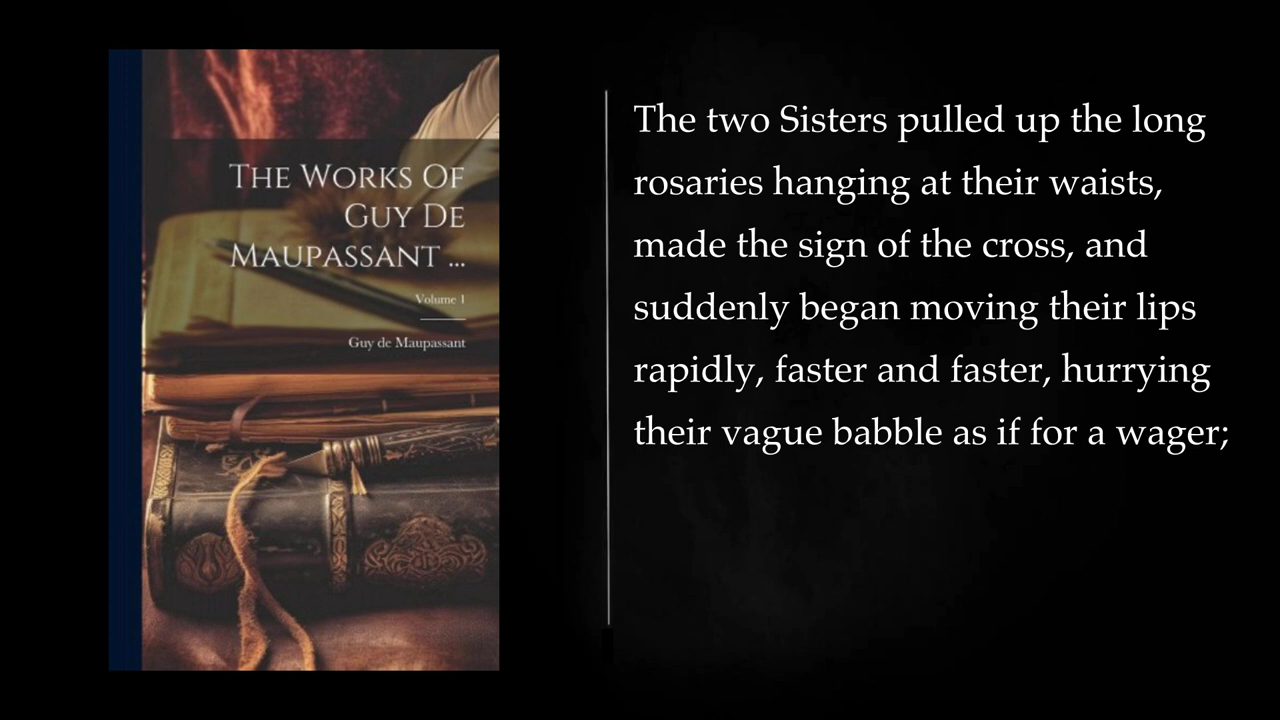 The Works Of
Guy De
Maupassant ...
Volume 1
Guy de Maupassant
The two Sisters pulled up the long
rosaries hanging at their waists,
made the sign of the cross, and
suddenly began moving their lips
rapidly, faster and faster, hurrying
their vague babble as if for a wager;